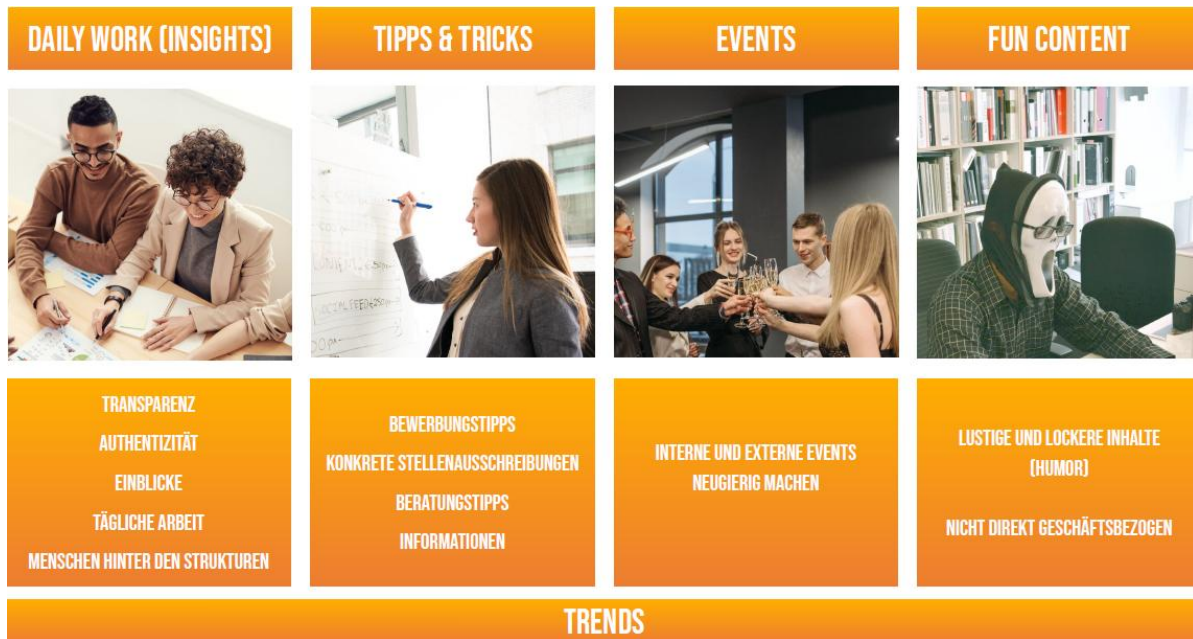 DAILY WORK (INSIGHTS)
TIPPS & TRICKS
EVENTS
FUN CONTENT
TRANSPARENZ
AUTHENTIZITÄT
EINBLICKE
TÄGLICHE ARBEIT
MENSCHEN HINTER DEN STRUKTUREN
BEWERBUNGSTIPPS
KONKRETE STELLENAUSSCHREIBUNGEN
BERATUNGSTIPPS
INFORMATIONEN
INTERNE UND EXTERNE EVENTS
NEUGIERIG MACHEN
LUSTIGE UND LOCKERE INHALTE
(HUMOR)
NICHT DIREKT GESCHÄFTSBEZOGEN
TRENDS